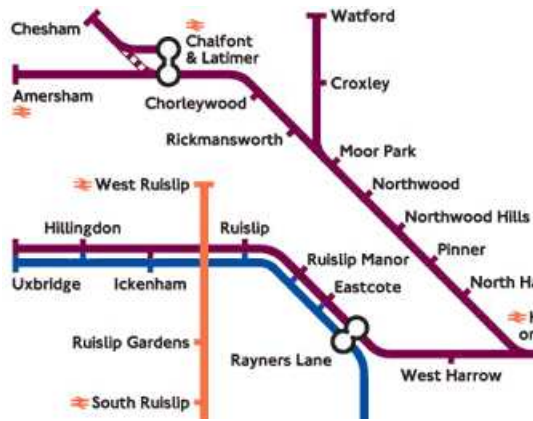 Chesham
Chalfont
& Latimer
Watford
Amersham
Chorleywood
Croxley
Rickmansworth
Moor Park
West Ruislip
Northwood
Hillingdon
Ruislip
Northwood Hills
Ruislip Manor
Pinner
Uxbridge
Ickenham
Eastcote
North
Ruislip Gardens
Rayners Lane
West Harrow
South Ruislip